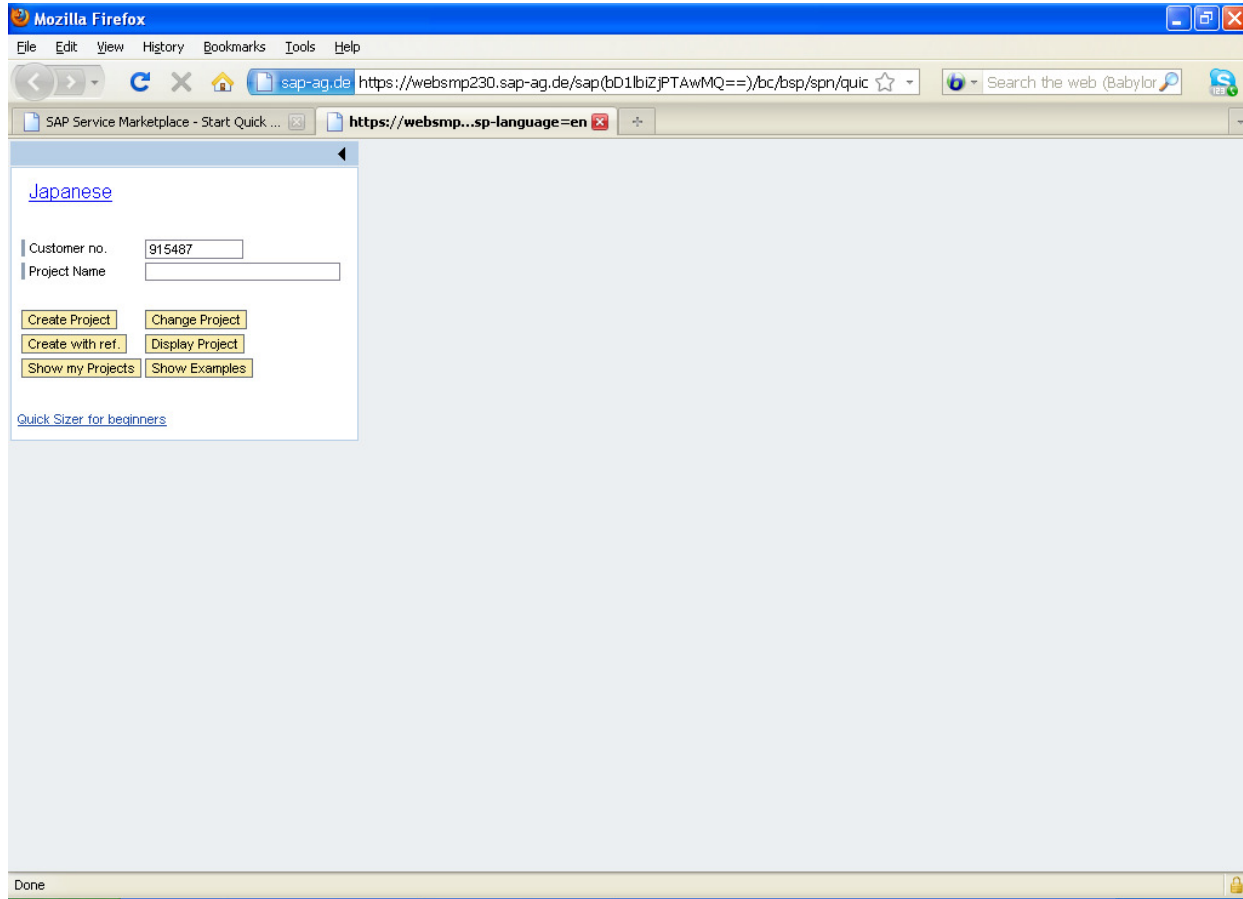 Mozilla Firefox
File Edit View History Bookmarks Tools Help
sap-ag.de https://websmp230.sap-ag.de/sap(bD1lbiZjPTAwMQ==)/bc/bsp/spn/quic Search the web (Babylor
SAP Service Marketplace - Start Quick ... https://websmp...sp-language=en
Japanese
Customer no. 915487
Project Name
Create Project Change Project
Create with ref. Display Project
Show my Projects Show Examples
Quick Sizer for beginners
Done